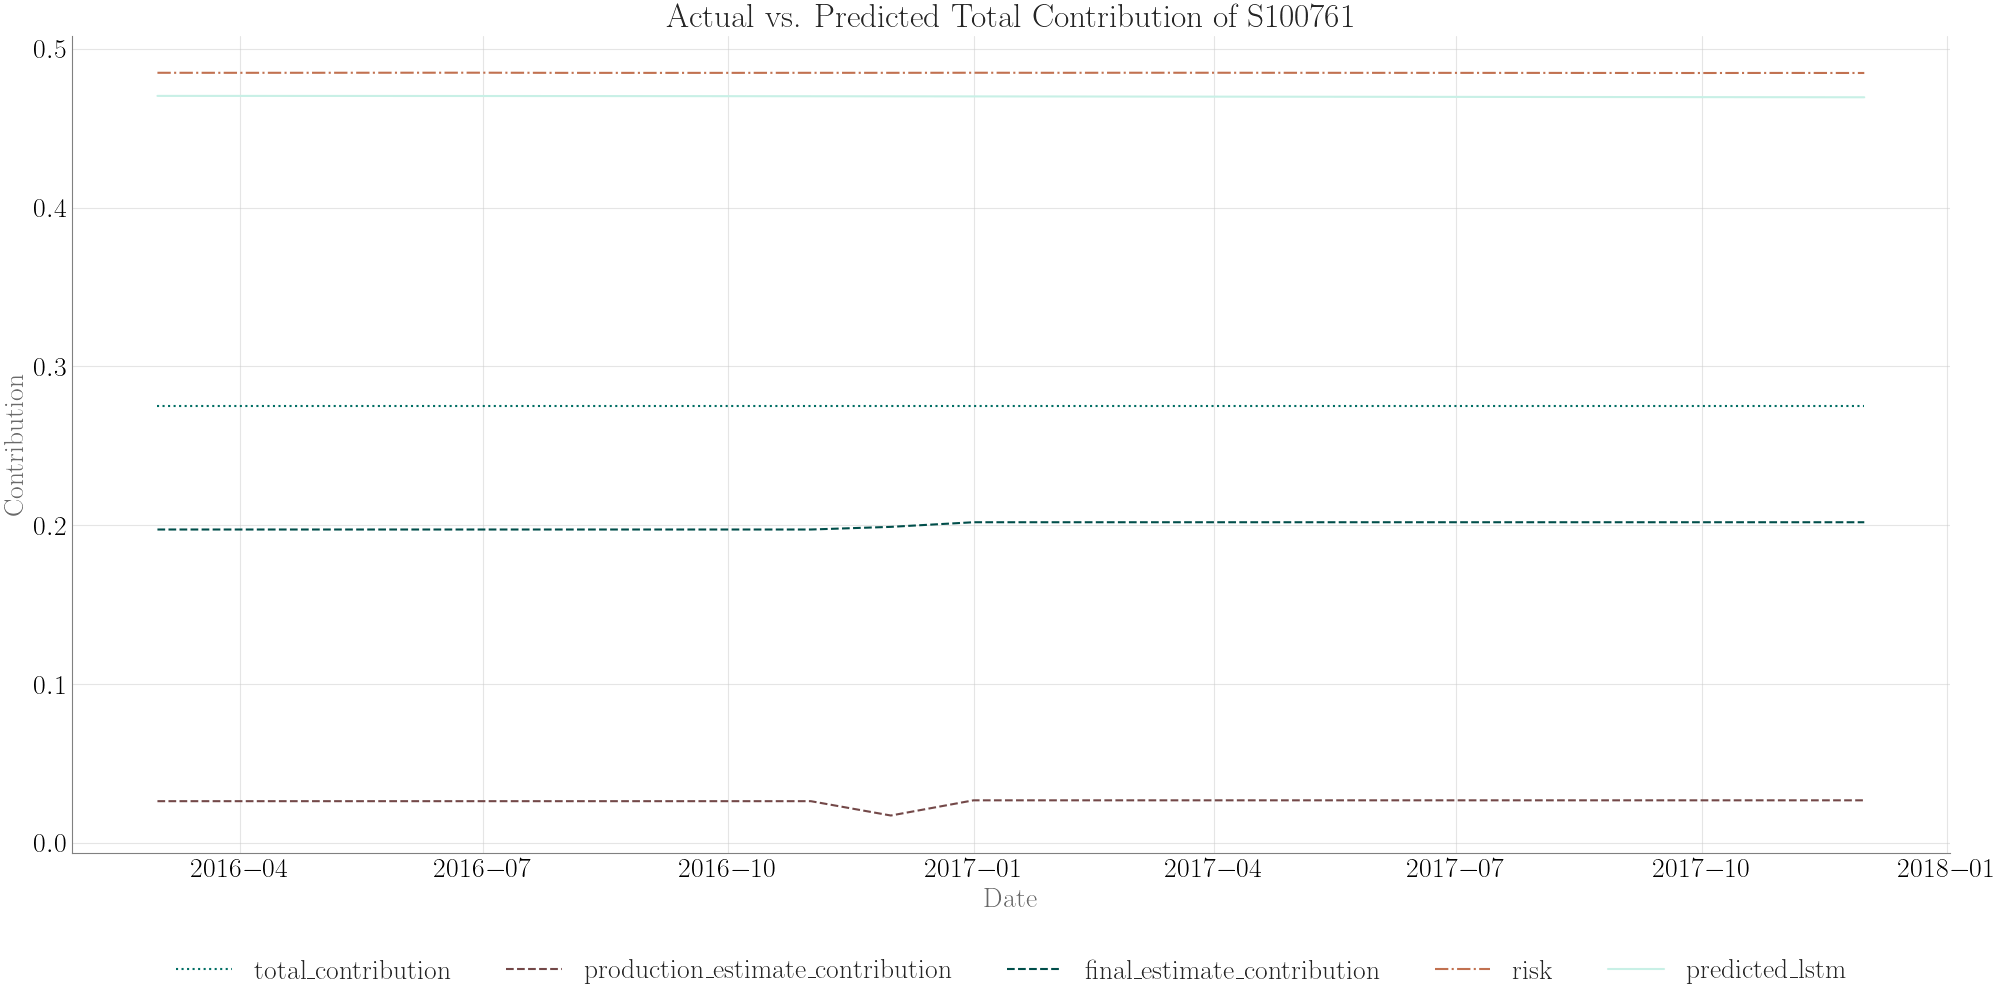 Actual vs. Predicted Total Contribution of S100761
0.5
0.4
0.3
0.2
0.1
0.0
Contribution
2016–04 2016–07 2016–10 2017–01 2017–04 2017–07 2017–10 2018–01
Date
total_contribution production_estimate_contribution final_estimate_contribution risk predicted_lstm